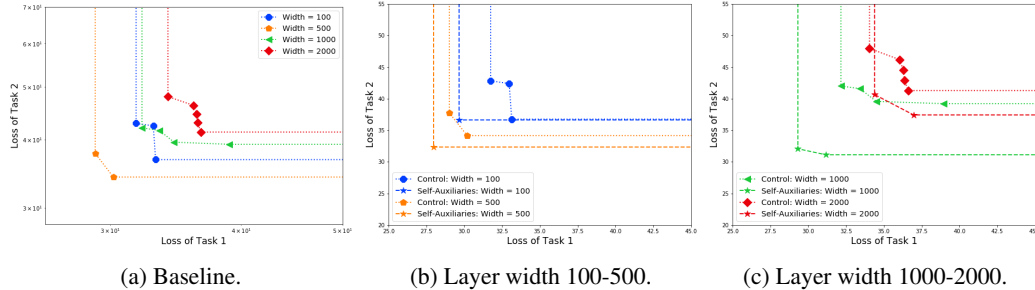 7×10¹
6×10¹
5×10¹
4×10¹
3×10¹
Loss of Task 2
3×10¹ 4×10¹ 5×10¹
Loss of Task 1
Width = 100
Width = 500
Width = 1000
Width = 2000
(a) Baseline.
55
50
45
40
35
30
25
20
Loss of Task 2
25.0 27.5 30.0 32.5 35.0 37.5 40.0 42.5 45.0
Loss of Task 1
Control: Width = 100
Self-Auxiliaries: Width = 100
Control: Width = 500
Self-Auxiliaries: Width = 500
(b) Layer width 100-500.
55
50
45
40
35
30
25
20
Loss of Task 2
25.0 27.5 30.0 32.5 35.0 37.5 40.0 42.5 45.0
Loss of Task 1
Control: Width = 1000
Self-Auxiliaries: Width = 1000
Control: Width = 2000
Self-Auxiliaries: Width = 2000
(c) Layer width 1000-2000.